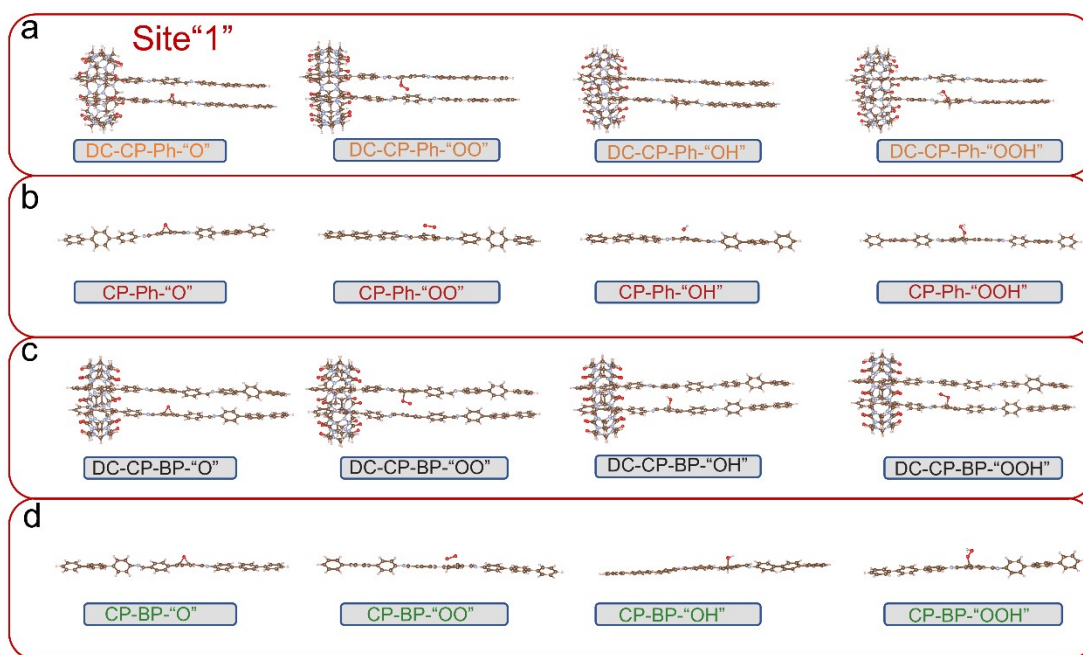 a
Site“1”
DC-CP-Ph-“O”
DC-CP-Ph-“OO”
DC-CP-Ph-“OH”
DC-CP-Ph-“OOH”
b
CP-Ph-“O”
CP-Ph-“OO”
CP-Ph-“OH”
CP-Ph-“OOH”
c
DC-CP-BP-“O”
DC-CP-BP-“OO”
DC-CP-BP-“OH”
DC-CP-BP-“OOH”
d
CP-BP-“O”
CP-BP-“OO”
CP-BP-“OH”
CP-BP-“OOH”